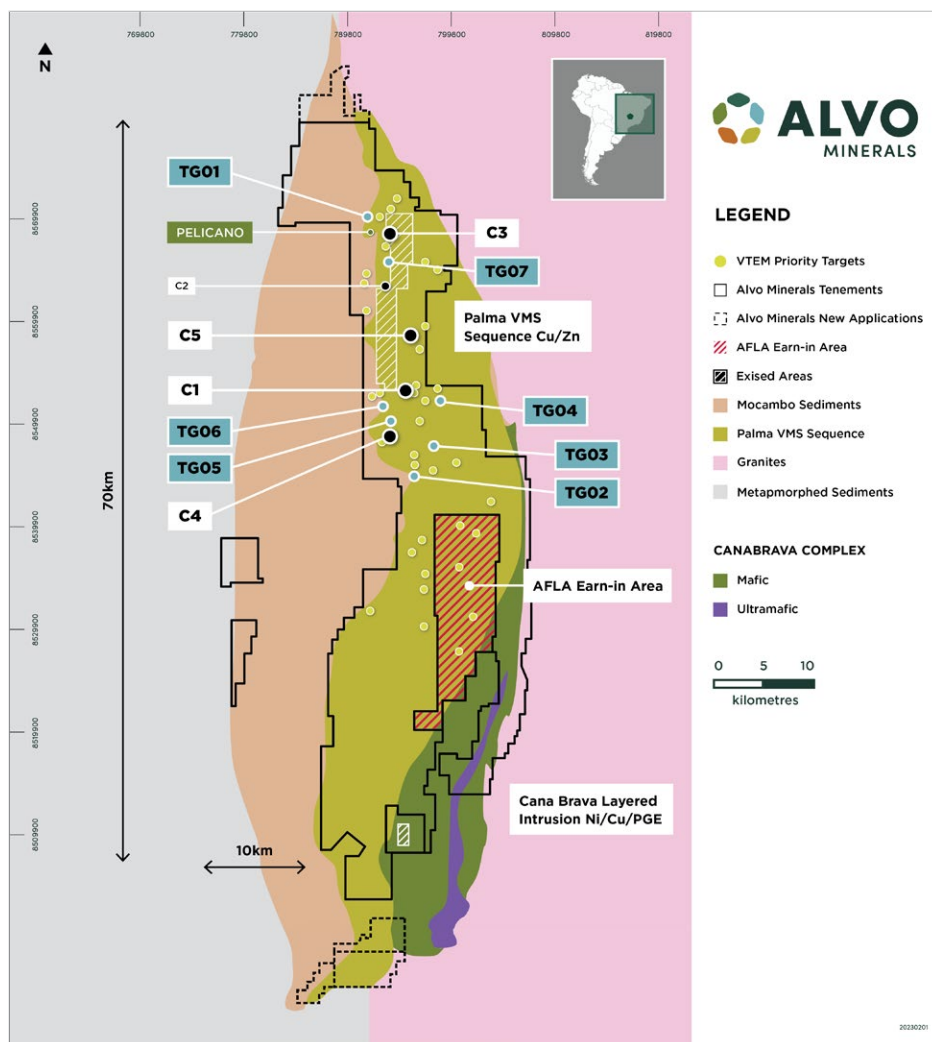 769800
779800
789800
799800
809800
819800
N
ALVO
MINERALS
TG01
8669900
PELICANO
C3
LEGEND
TG07
VTEM Priority Targets
C2
Alvo Minerals Tenements
Palma VMS
Sequence Cu/Zn
Alvo Minerals New Applications
8559900
C5
AFLA Earn-in Area
Exised Areas
C1
Mocambo Sediments
TG04
8549900
TG06
Palma VMS Sequence
TG03
TG05
Granites
TG02
Metapmorphed Sediments
C4
70km
8539900
CANABRAVA COMPLEX
Mafic
AFLA Earn-in Area
Ultramafic
8529900
0 5 10
kilometres
8519900
Cana Brava Layered
Intrusion Ni/Cu/PGE
8509900
10km
20230201